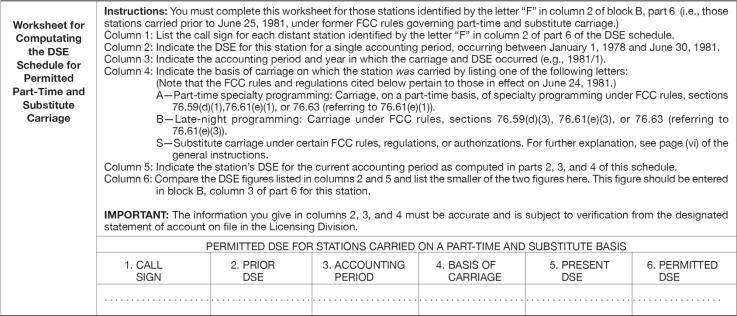 Worksheet for
Computating
the DSE
Schedule for
Permitted
Part-Time and
Substitute
Carriage
Instructions: You must complete this worksheet for those stations identified by the letter “F” in column 2 of block B, part 6 (i.e., those
stations carried prior to June 25, 1981, under former FCC rules governing part-time and substitute carriage.)
Column 1: List the call sign for each distant station identified by the letter “F” in column 2 of part 6 of the DSE schedule.
Column 2: Indicate the DSE for this station for a single accounting period, occurring between January 1, 1978 and June 30, 1981.
Column 3: Indicate the accounting period and year in which the carriage and DSE occurred (e.g., 1981/1).
Column 4: Indicate the basis of carriage on which the station was carried by listing one of the following letters:
(Note that the FCC rules and regulations cited below pertain to those in effect on June 24, 1981.)
A—Part-time specialty programming: Carriage, on a part-time basis, of specialty programming under FCC rules, sections
76.59(d)(1),76.61(e)(1), or 76.63 (referring to 76.61(e)(1)).
B—Late-night programming: Carriage under FCC rules, sections 76.59(d)(3), 76.61(e)(3), or 76.63 (referring to
76.61(e)(3)).
S—Substitute carriage under certain FCC rules, regulations, or authorizations. For further explanation, see page (vi) of the
general instructions.
Column 5: Indicate the station’s DSE for the current accounting period as computed in parts 2, 3, and 4 of this schedule.
Column 6: Compare the DSE figures listed in columns 2 and 5 and list the smaller of the two figures here. This figure should be entered
in block B, column 3 of part 6 for this station.
IMPORTANT: The information you give in columns 2, 3, and 4 must be accurate and is subject to verification from the designated
statement of account on file in the Licensing Division.
PERMITTED DSE FOR STATIONS CARRIED ON A PART-TIME AND SUBSTITUTE BASIS
1. CALL 2. PRIOR 3. ACCOUNTING 4. BASIS OF 5. PRESENT 6. PERMITTED
SIGN DSE PERIOD CARRIAGE DSE DSE